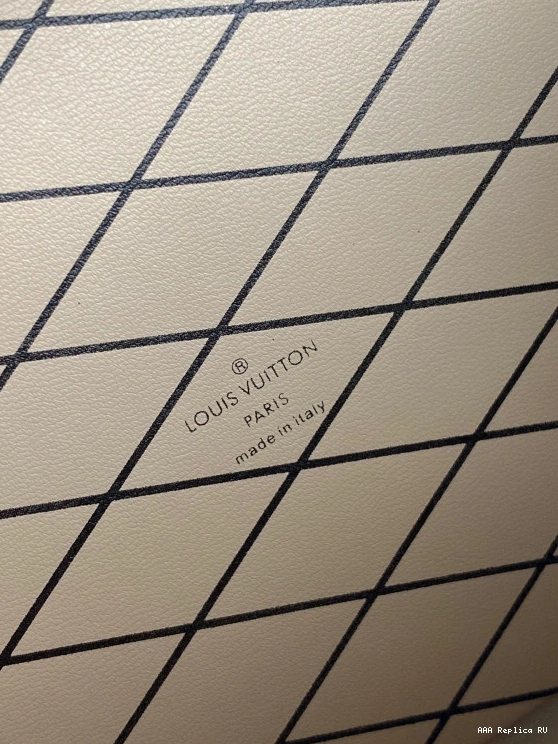 ®
LOUIS VUITTON
PARIS
made in italy
AAA Replica RU